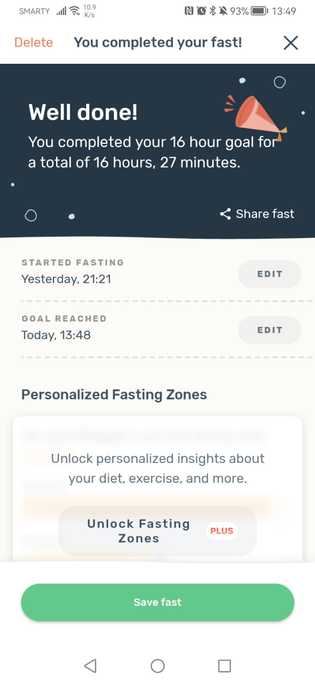 SMARTY 10.9 K/s 93% 13:49
Delete You completed your fast!
Well done!
You completed your 16 hour goal for
a total of 16 hours, 27 minutes.
Share fast
STARTED FASTING
Yesterday, 21:21
EDIT
GOAL REACHED
Today, 13:48
EDIT
Personalized Fasting Zones
Unlock personalized insights about
your diet, exercise, and more.
Unlock Fasting
Zones
PLUS
Save fast